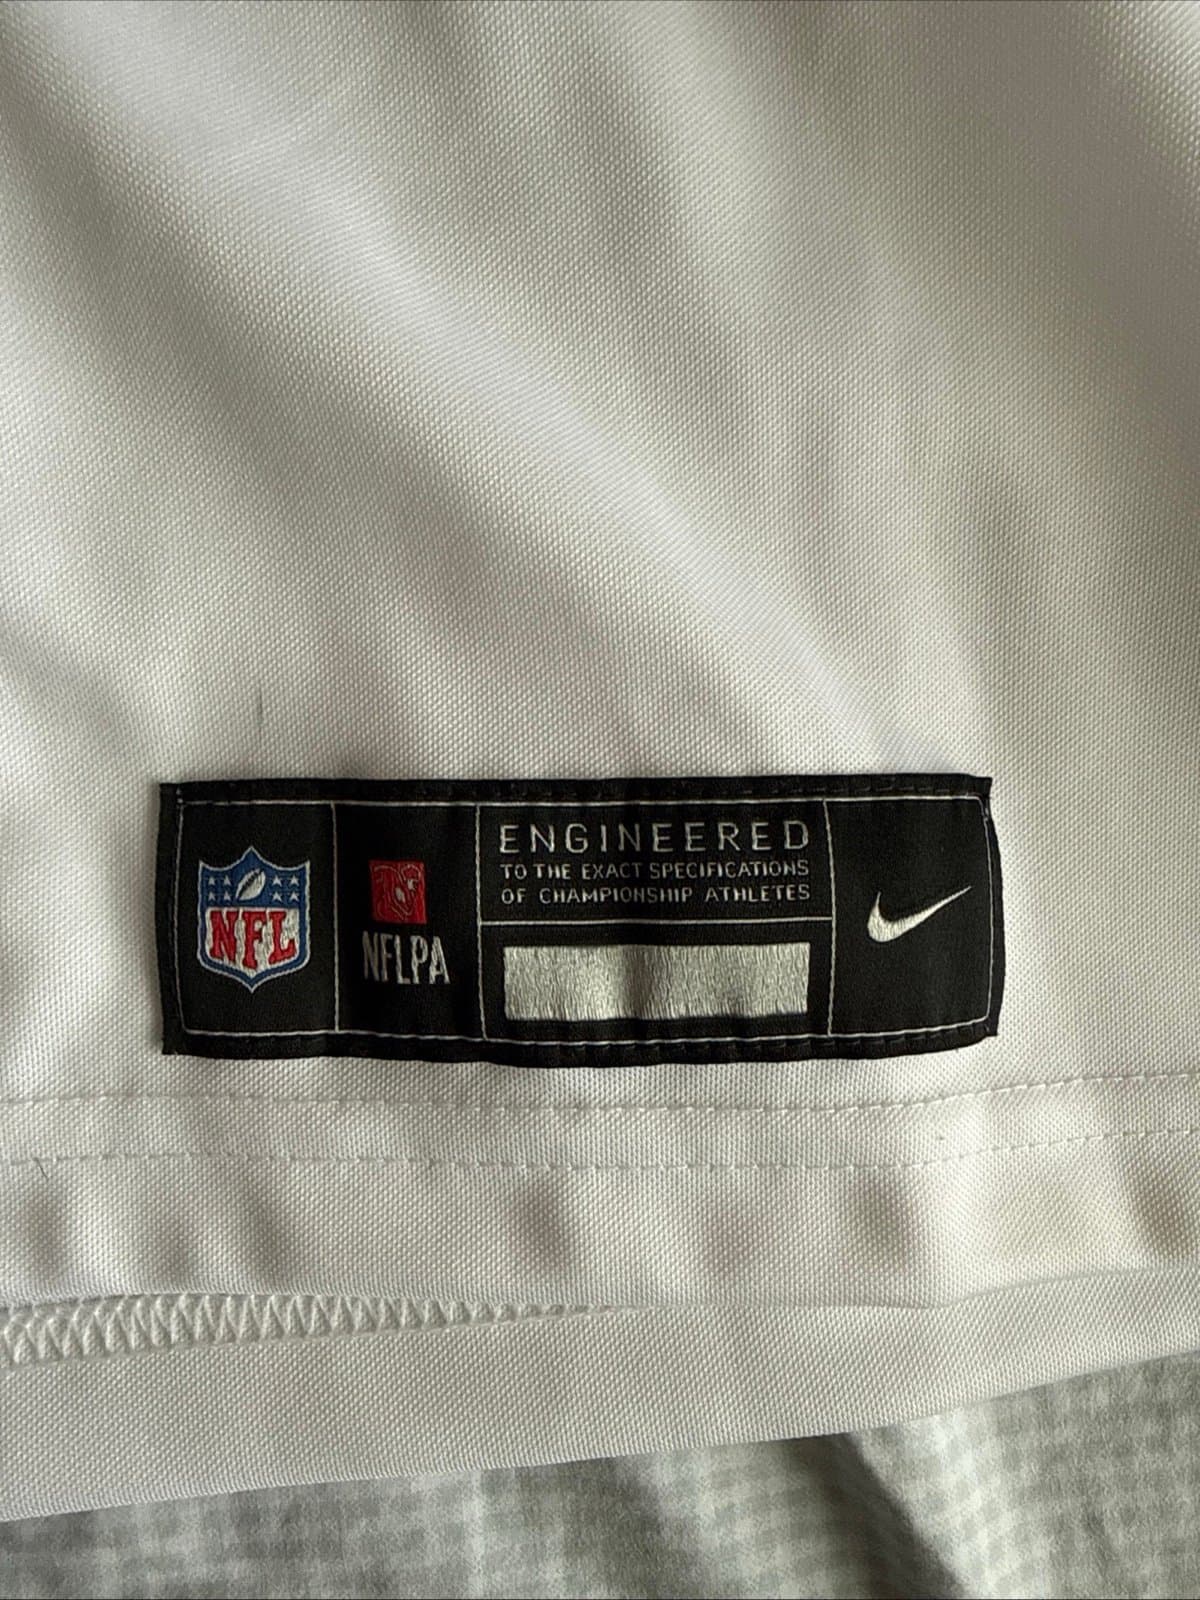 NFL
NFLPA
ENGINEERED
TO THE EXACT SPECIFICATIONS
OF CHAMPIONSHIP ATHLETES